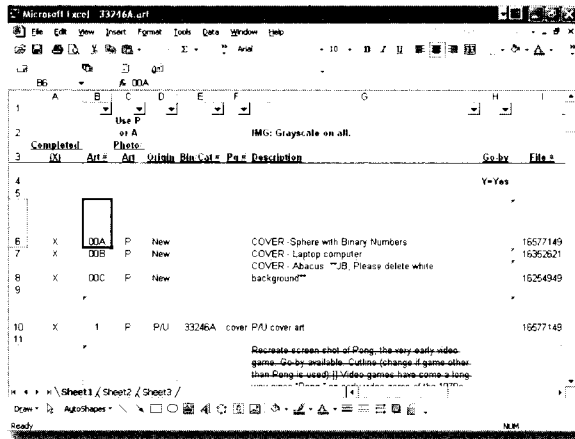 Microsoft Excel - 33246A.art
File Edit View Insert Format Tools Data Window Help
Arial 10 B I U
B6 fx 00A
A B C D E F G H I
1
Use P
2 or A IMG: Grayscale on all.
Completed Photo:
3 (X) Art # Art Origin Bin Cat # Pg # Description Go-by File #
4 Y=Yes
5
6 X 00A P New COVER -Sphere with Binary Numbers 16577149
7 X 00B P New COVER - Laptop computer 16352621
COVER - Abacus **JB, Please delete white
8 X 00C P New background** 16254949
9
10 X 1 P P/U 33246A cover P/U cover art 16577149
11
Recreate screen shot of Pong, the very early video
game. Go-by available. Cutline (change if game other
than Pong is used) [] Video games have come a long
Sheet1 / Sheet2 / Sheet3 /
Draw AutoShapes
Ready NUM